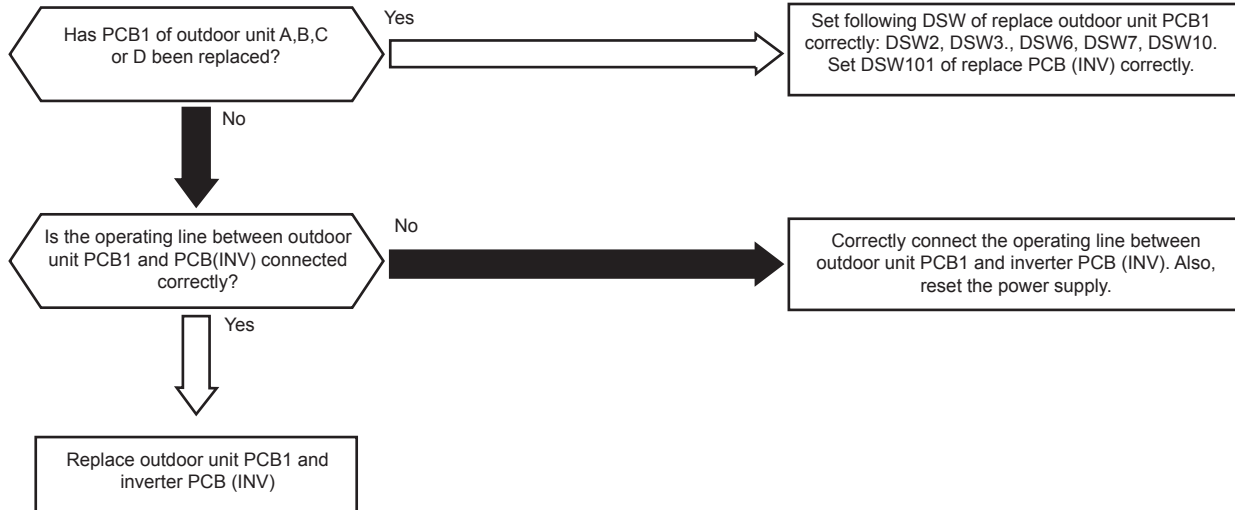 Has PCB1 of outdoor unit A,B,C
or D been replaced?
Yes
Set following DSW of replace outdoor unit PCB1
correctly: DSW2, DSW3., DSW6, DSW7, DSW10.
Set DSW101 of replace PCB (INV) correctly.
No
Is the operating line between outdoor
unit PCB1 and PCB(INV) connected
correctly?
No
Correctly connect the operating line between
outdoor unit PCB1 and inverter PCB (INV). Also,
reset the power supply.
Yes
Replace outdoor unit PCB1 and
inverter PCB (INV)